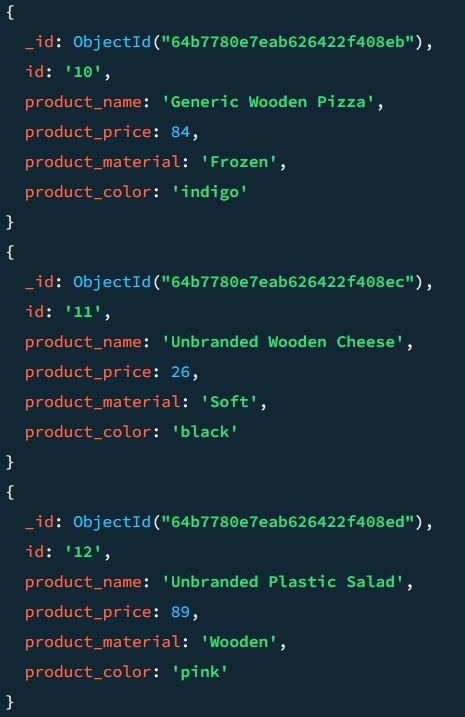 {
  _id: ObjectId("64b7780e7eab626422f408eb"),
  id: '10',
  product_name: 'Generic Wooden Pizza',
  product_price: 84,
  product_material: 'Frozen',
  product_color: 'indigo'
}
{
  _id: ObjectId("64b7780e7eab626422f408ec"),
  id: '11',
  product_name: 'Unbranded Wooden Cheese',
  product_price: 26,
  product_material: 'Soft',
  product_color: 'black'
}
{
  _id: ObjectId("64b7780e7eab626422f408ed"),
  id: '12',
  product_name: 'Unbranded Plastic Salad',
  product_price: 89,
  product_material: 'Wooden',
  product_color: 'pink'
}